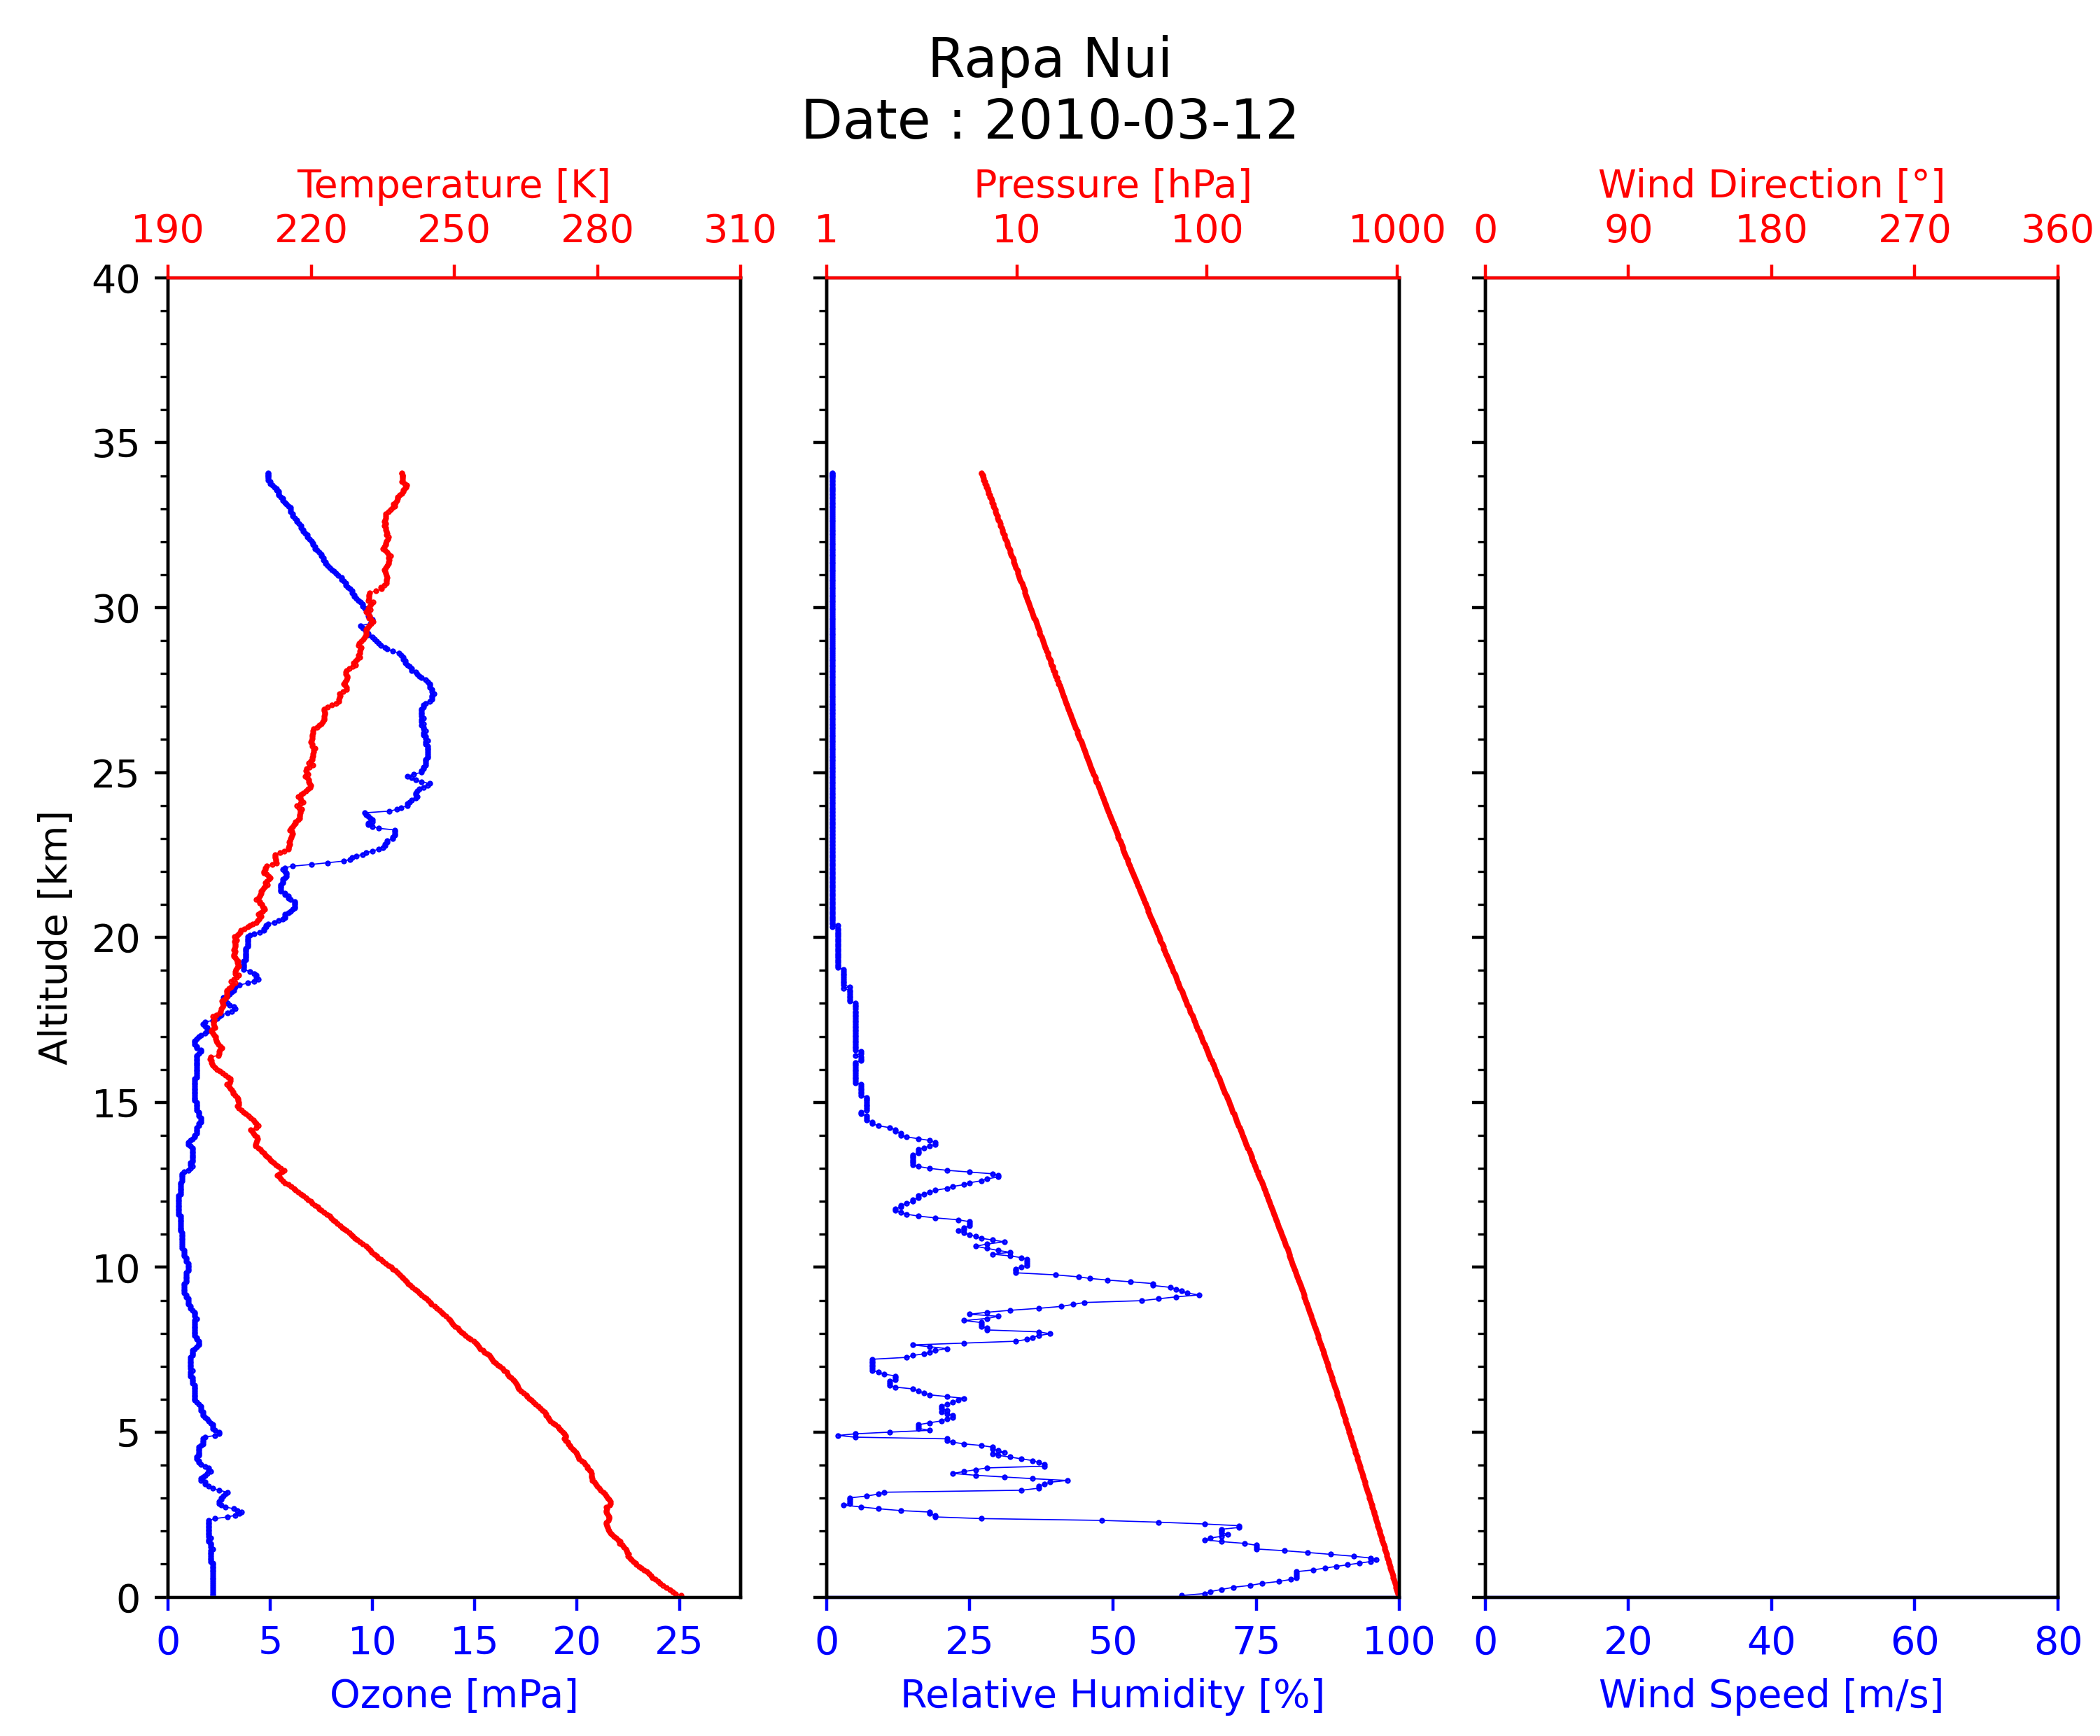 Rapa Nui
Date : 2010-03-12
Temperature [K]
190 220 250 280 310
Pressure [hPa]
1 10 100 1000
Wind Direction [°]
0 90 180 270 360
Altitude [km]
40
35
30
25
20
15
10
5
0
0 5 10 15 20 25
Ozone [mPa]
0 25 50 75 100
Relative Humidity [%]
0 20 40 60 80
Wind Speed [m/s]